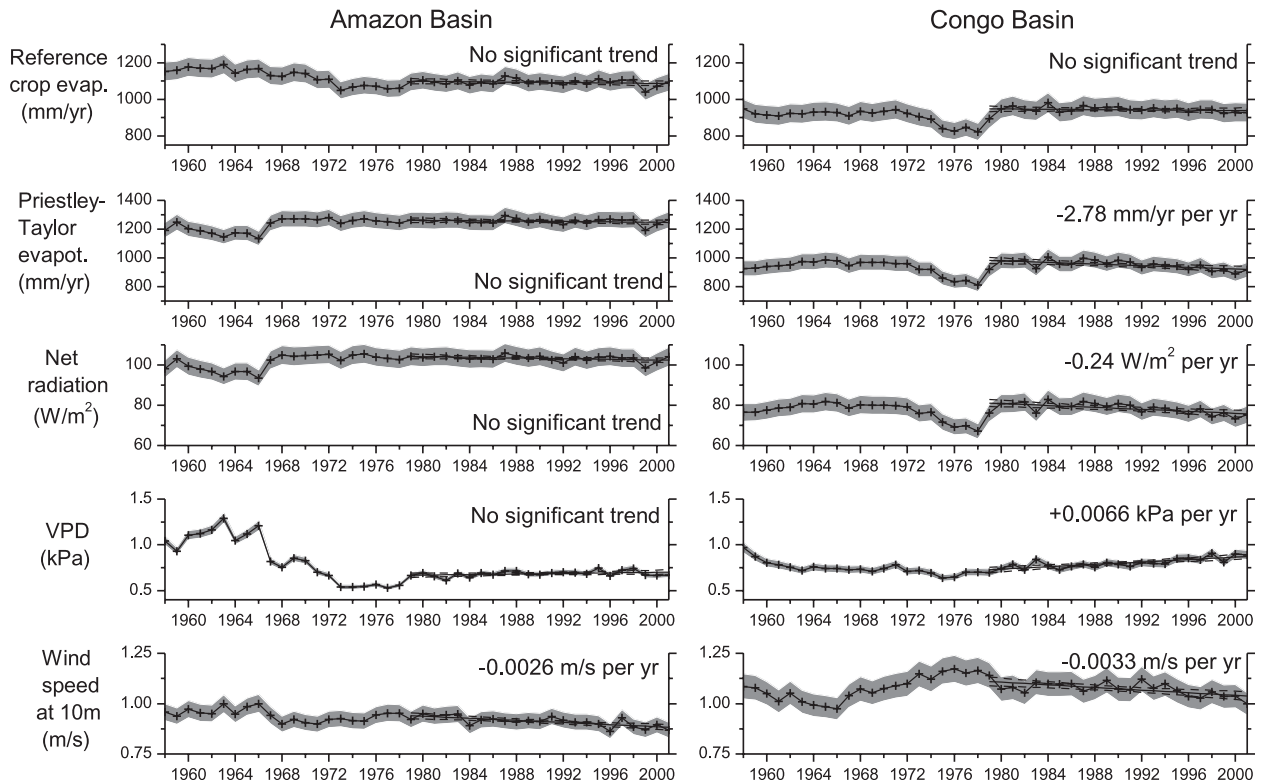 Amazon Basin
Congo Basin
Reference
crop evap.
(mm/yr)
1200
1000
800
No significant trend
1960 1964 1968 1972 1976 1980 1984 1988 1992 1996 2000
1200
1000
800
No significant trend
1960 1964 1968 1972 1976 1980 1984 1988 1992 1996 2000
Priestley-
Taylor
evapot.
(mm/yr)
1400
1200
1000
800
No significant trend
1960 1964 1968 1972 1976 1980 1984 1988 1992 1996 2000
1400
1200
1000
800
-2.78 mm/yr per yr
1960 1964 1968 1972 1976 1980 1984 1988 1992 1996 2000
Net
radiation
(W/m²)
100
80
60
No significant trend
1960 1964 1968 1972 1976 1980 1984 1988 1992 1996 2000
100
80
60
-0.24 W/m² per yr
1960 1964 1968 1972 1976 1980 1984 1988 1992 1996 2000
VPD
(kPa)
1.5
1.0
0.5
No significant trend
1960 1964 1968 1972 1976 1980 1984 1988 1992 1996 2000
1.5
1.0
0.5
+0.0066 kPa per yr
1960 1964 1968 1972 1976 1980 1984 1988 1992 1996 2000
Wind
speed
at 10m
(m/s)
1.25
1.00
0.75
-0.0026 m/s per yr
1960 1964 1968 1972 1976 1980 1984 1988 1992 1996 2000
1.25
1.00
0.75
-0.0033 m/s per yr
1960 1964 1968 1972 1976 1980 1984 1988 1992 1996 2000